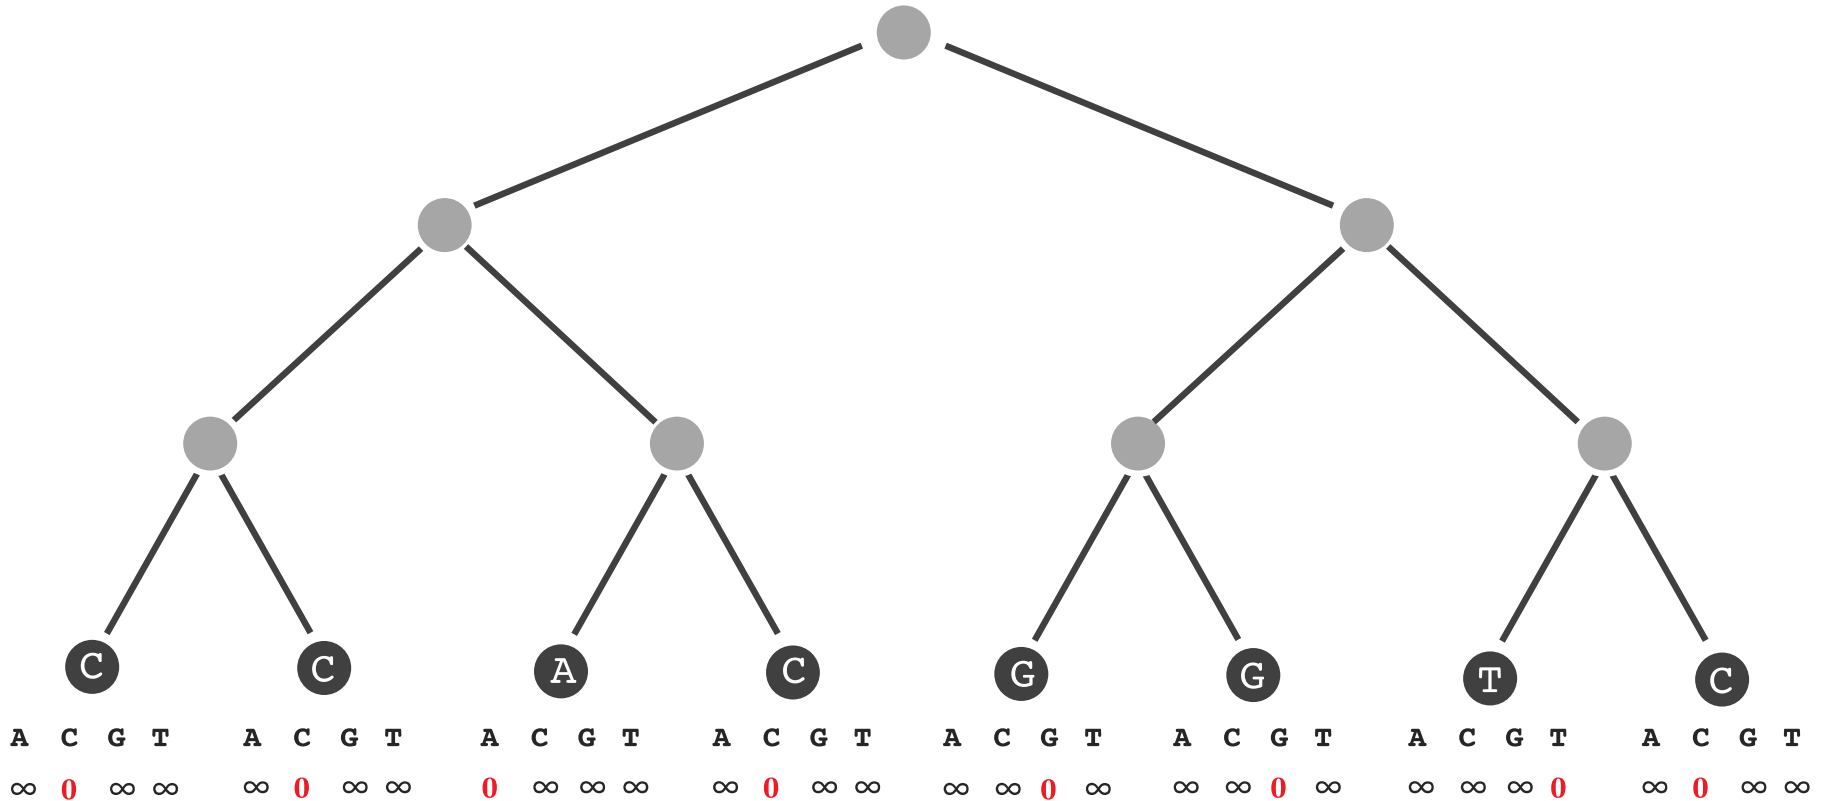 C C A C G G T C
A C G T A C G T A C G T A C G T A C G T A C G T A C G T A C G T
∞ 0 ∞ ∞ ∞ 0 ∞ ∞ 0 ∞ ∞ ∞ ∞ 0 ∞ ∞ ∞ ∞ 0 ∞ ∞ ∞ 0 ∞ ∞ ∞ ∞ 0 ∞ 0 ∞ ∞